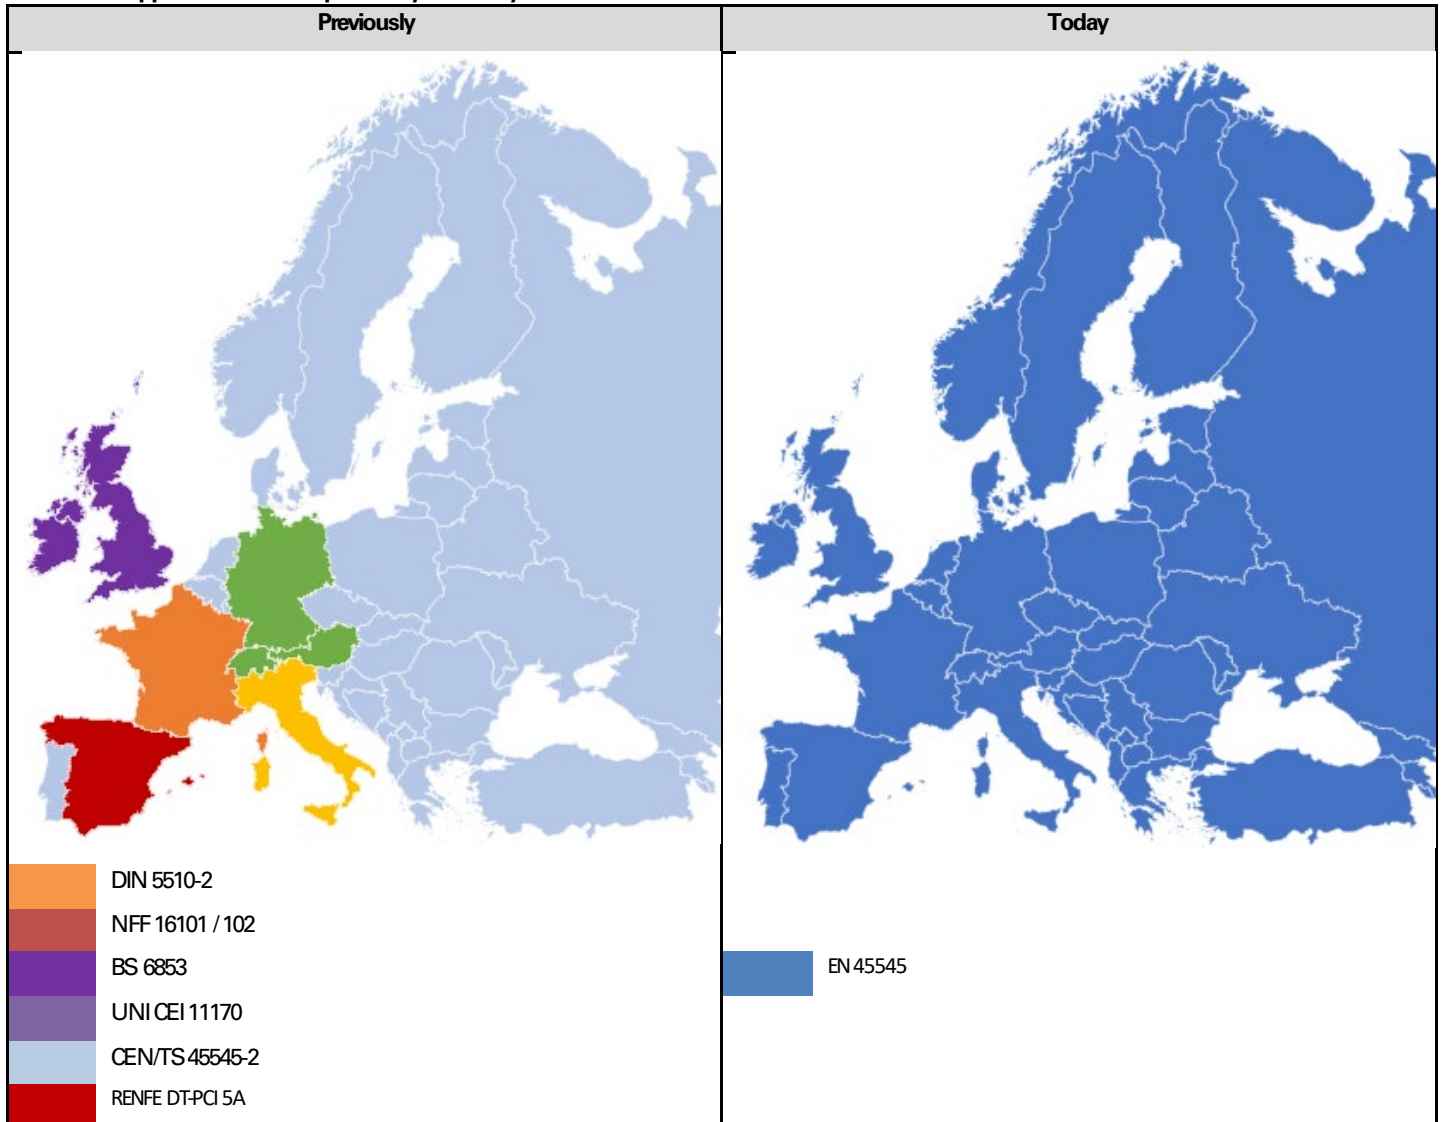 Previously
Today
DIN 5510-2
NFF 16101 / 102
BS 6853
UNI CEI 11170
CEN/TS 45545-2
RENFE DT-PCI 5A
EN 45545